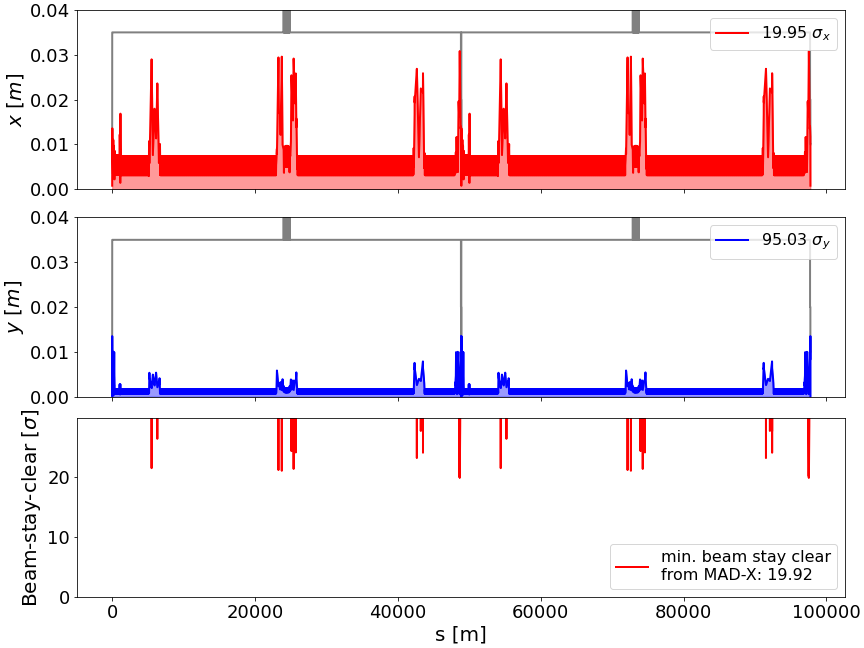 0.04
0.03
0.02
0.01
0.00
x [m]
19.95 σx
0.04
0.03
0.02
0.01
0.00
y [m]
95.03 σy
20
10
0
Beam-stay-clear [σ]
min. beam stay clear
from MAD-X: 19.92
0 20000 40000 60000 80000 100000
s [m]